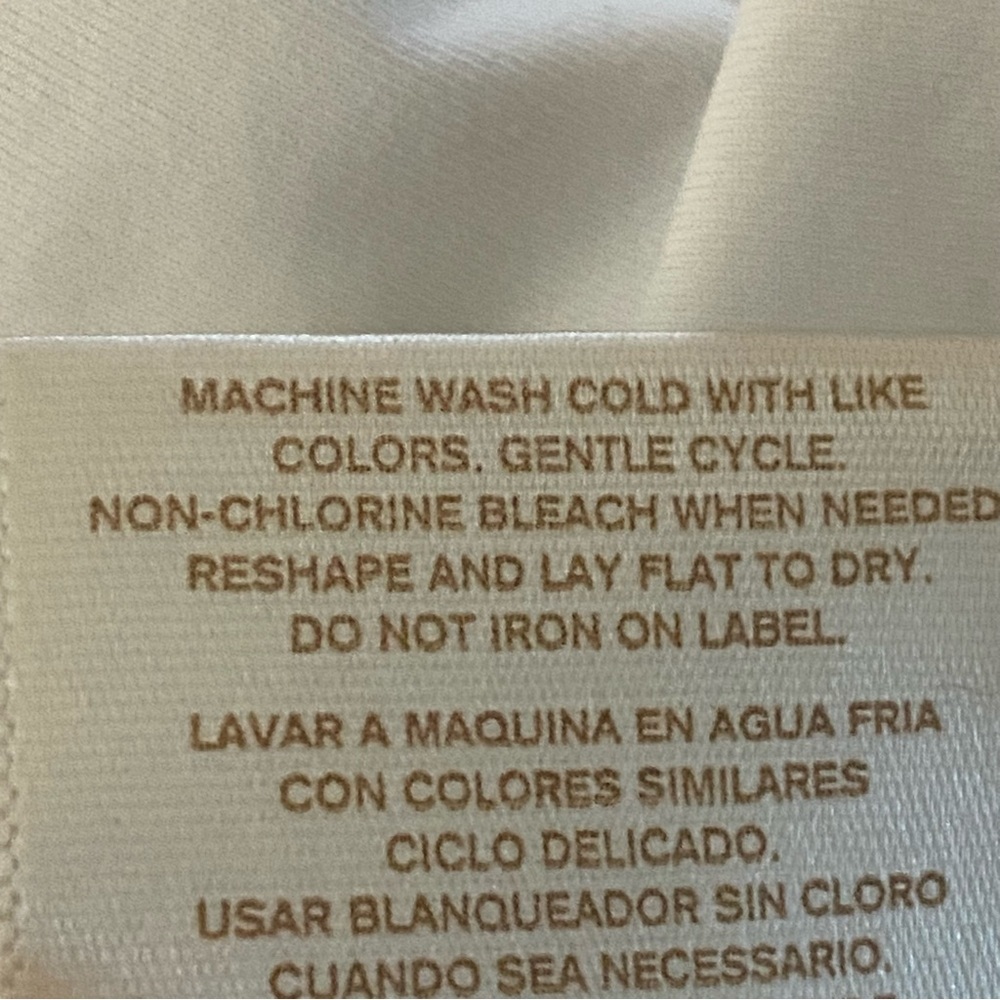 MACHINE WASH COLD WITH LIKE
COLORS. GENTLE CYCLE.
NON-CHLORINE BLEACH WHEN NEEDED
RESHAPE AND LAY FLAT TO DRY.
DO NOT IRON ON LABEL.
LAVAR A MAQUINA EN AGUA FRIA
CON COLORES SIMILARES
CICLO DELICADO.
USAR BLANQUEADOR SIN CLORO
CUANDO SEA NECESSARIO.